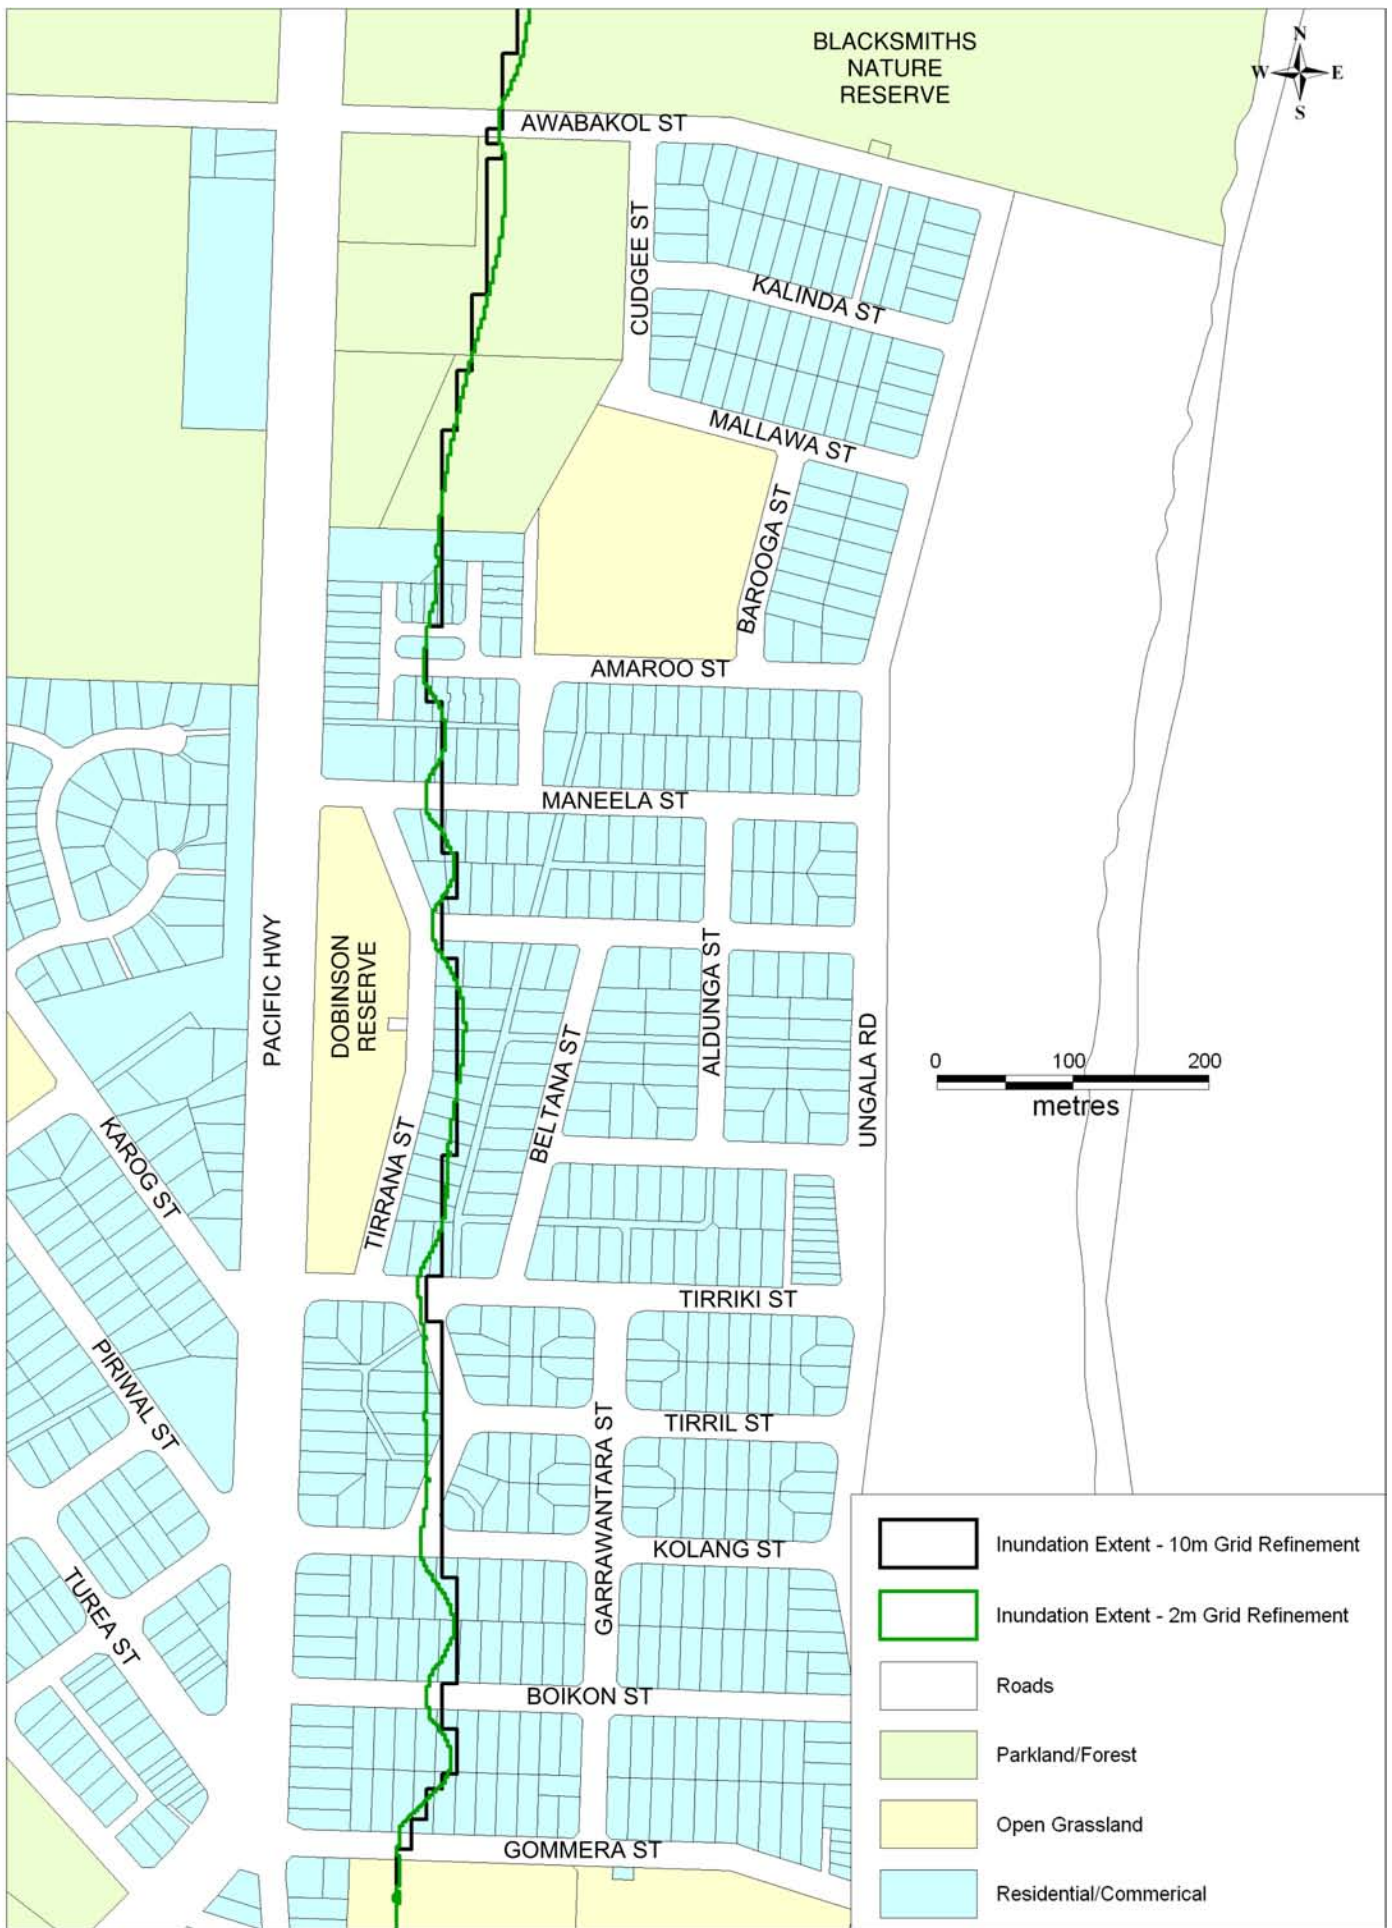 BLACKSMITHS
NATURE
RESERVE
N
W
E
S
AWABAKOL ST
CUDGEE ST
KALINDA ST
MALLAWA ST
BAROOGA ST
AMAROO ST
MANEELA ST
PACIFIC HWY
DOBINSON
RESERVE
ALDUNGA ST
BELTANA ST
UNGALA RD
0 100 200
metres
KAROG ST
TIRRANA ST
TIRRIKI ST
PIRIWAL ST
TIRRIL ST
GARRAWANTARA ST
KOLANG ST
TUREA ST
BOIKON ST
GOMMERA ST
Inundation Extent - 10m Grid Refinement
Inundation Extent - 2m Grid Refinement
Roads
Parkland/Forest
Open Grassland
Residential/Commerical